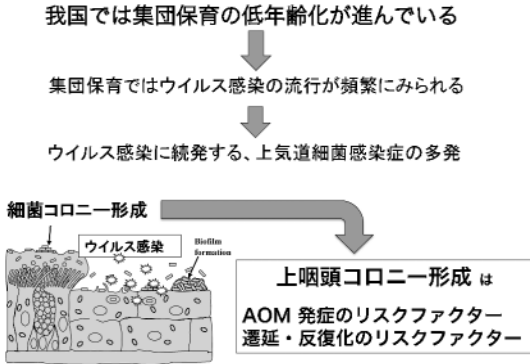 我国では集団保育の低年齢化が進んでいる
集団保育ではウイルス感染の流行が頻繁にみられる
ウイルス感染に続発する、上気道細菌感染症の多発
細菌コロニー形成
ウイルス感染
Biofilm
formation
上咽頭コロニー形成 は
AOM 発症のリスクファクター
遷延・反復化のリスクファクター